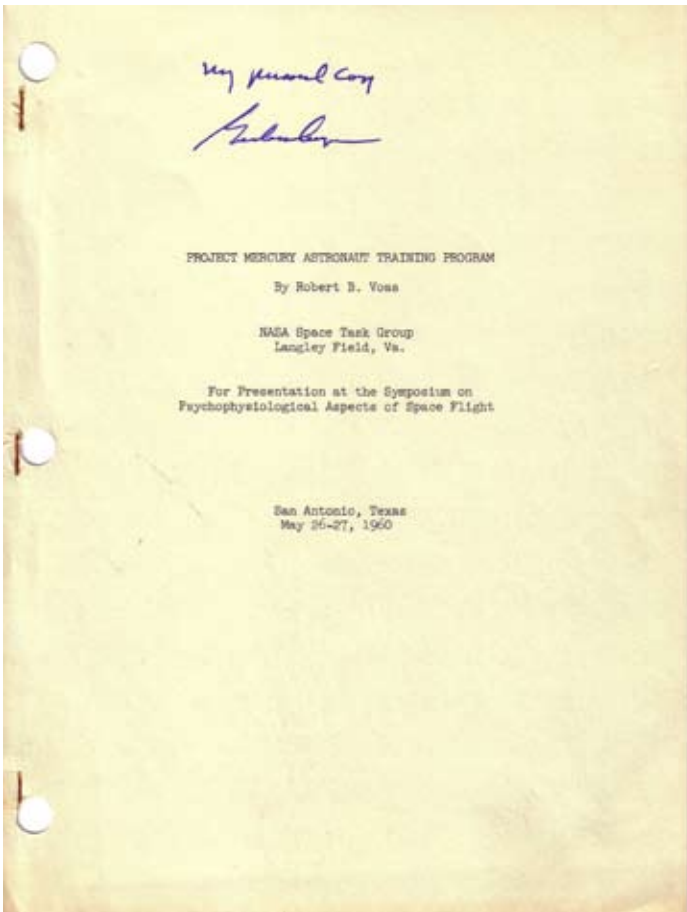 my personal copy
PROJECT MERCURY ASTRONAUT TRAINING PROGRAM
By Robert B. Voas
NASA Space Task Group
Langley Field, Va.
For Presentation at the Symposium on
Psychophysiological Aspects of Space Flight
San Antonio, Texas
May 26-27, 1960